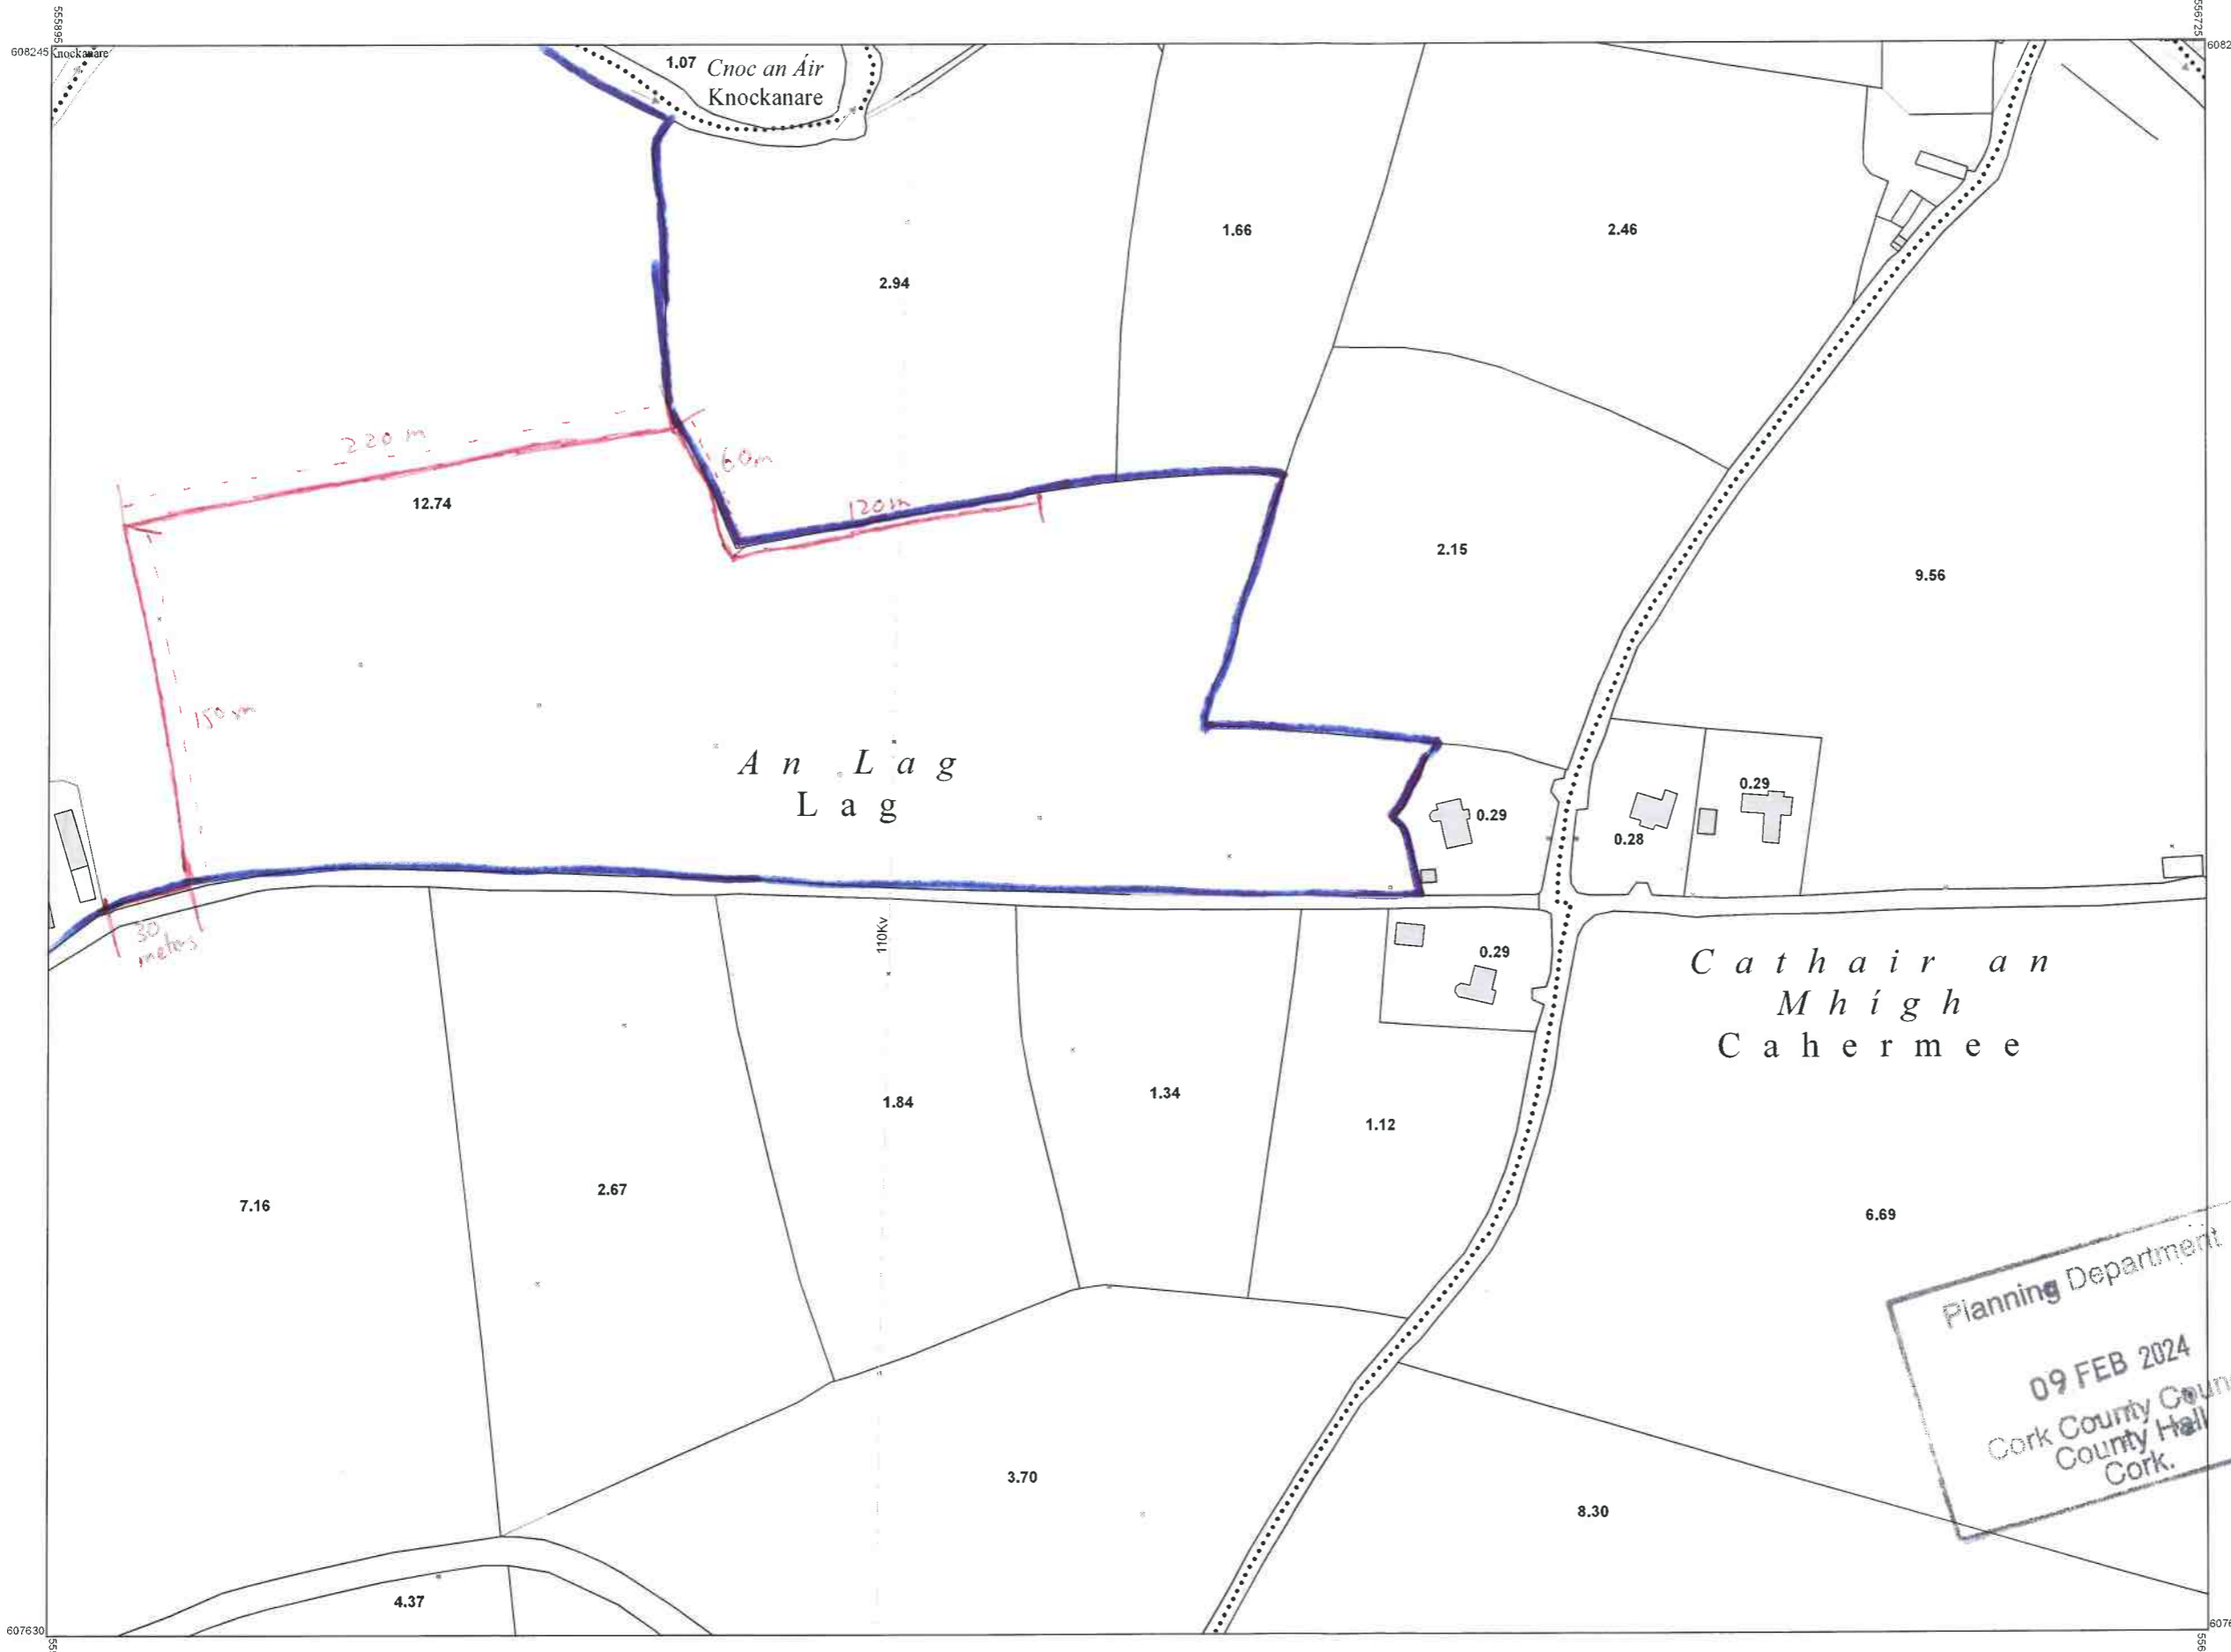 555895
556725
608245
Knockanare
1.07
Cnoc an Áir
Knockanare
1.66
2.46
2.94
220 m
60m
12.74
120m
2.15
9.56
150 m
An Lag
Lag
0.29
0.29
0.28
30
meters
110Kv
0.29
Cathair an
Mhígh
Cahermee
1.84
1.34
1.12
7.16
2.67
6.69
Planning Department
09 FEB 2024
Cork County
County Hall
Cork.
3.70
8.30
4.37
607630